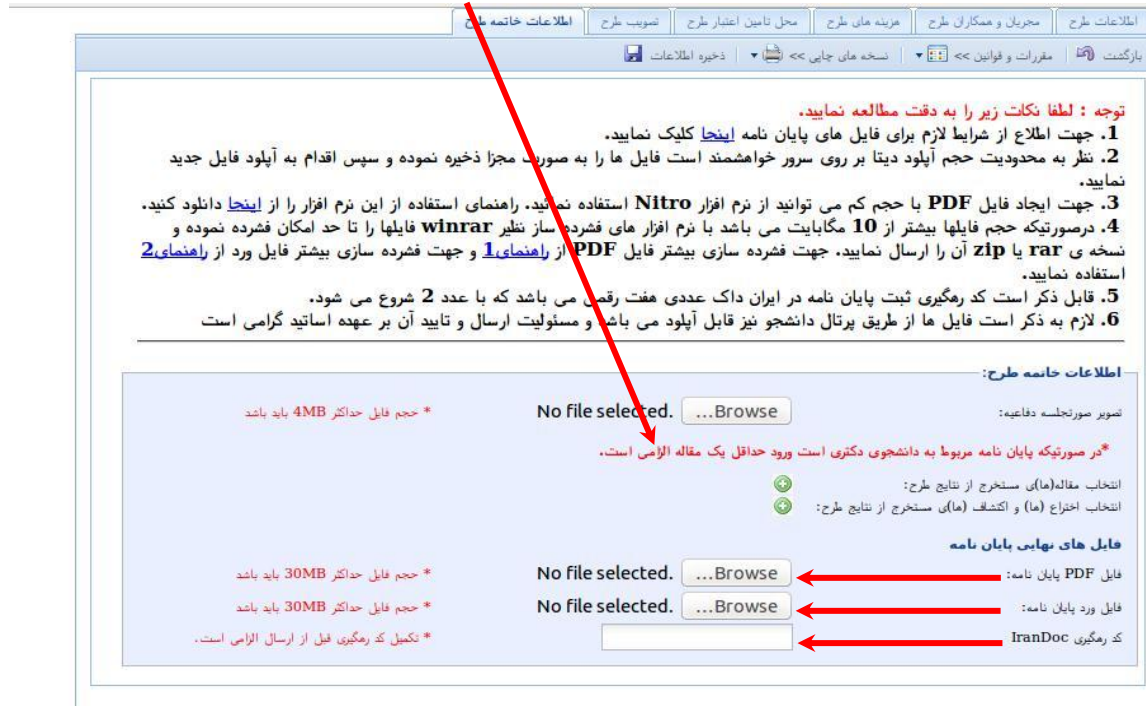 اطلاعات طرح مجریان و همکاران طرح هزینه های طرح محل تامین اعتبار طرح تصویب طرح اطلاعات خاتمه طرح
بازگشت مقررات و قوانین >> نسخه های چاپی >> ذخیره اطلاعات
توجه : لطفا نکات زیر را به دقت مطالعه نمایید.
1. جهت اطلاع از شرایط لازم برای فایل های پایان نامه اینجا کلیک نمایید.
2. نظر به محدودیت حجم آپلود دیتا بر روی سرور خواهشمند است فایل ها را به صورت مجزا ذخیره نموده و سپس اقدام به آپلود فایل جدید
نمایید.
3. جهت ایجاد فایل PDF با حجم کم می توانید از نرم افزار Nitro استفاده نمائید. راهنمای استفاده از این نرم افزار را از اینجا دانلود کنید.
4. درصورتیکه حجم فایلها بیشتر از 10 مگابایت می باشد با نرم افزار های فشرده ساز نظیر winrar فایلها را تا حد امکان فشرده نموده و
نسخه ی rar یا zip آن را ارسال نمایید. جهت فشرده سازی بیشتر فایل PDF از راهنمای1 و جهت فشرده سازی بیشتر فایل ورد از راهنمای2
استفاده نمایید.
5. قابل ذکر است کد رهگیری ثبت پایان نامه در ایران داک عددی هفت رقمی می باشد که با عدد 2 شروع می شود.
6. لازم به ذکر است فایل ها از طریق پرتال دانشجو نیز قابل آپلود می باشد و مسئولیت ارسال و تایید آن بر عهده اساتید گرامی است
اطلاعات خاتمه طرح:
تصویر صورتجلسه دفاعیه: Browse... No file selected. * حجم فایل حداکثر 4MB باید باشد
*در صورتیکه پایان نامه مربوط به دانشجوی دکتری است ورود حداقل یک مقاله الزامی است.
انتخاب مقاله(ها)ی مستخرج از نتایج طرح:
انتخاب اختراع (ها) و اکتشاف (ها)ی مستخرج از نتایج طرح:
فایل های نهایی پایان نامه
فایل PDF پایان نامه: Browse... No file selected. * حجم فایل حداکثر 30MB باید باشد
فایل ورد پایان نامه: Browse... No file selected. * حجم فایل حداکثر 30MB باید باشد
کد رهگیری IranDoc * تکمیل کد رهگیری قبل از ارسال الزامی است.